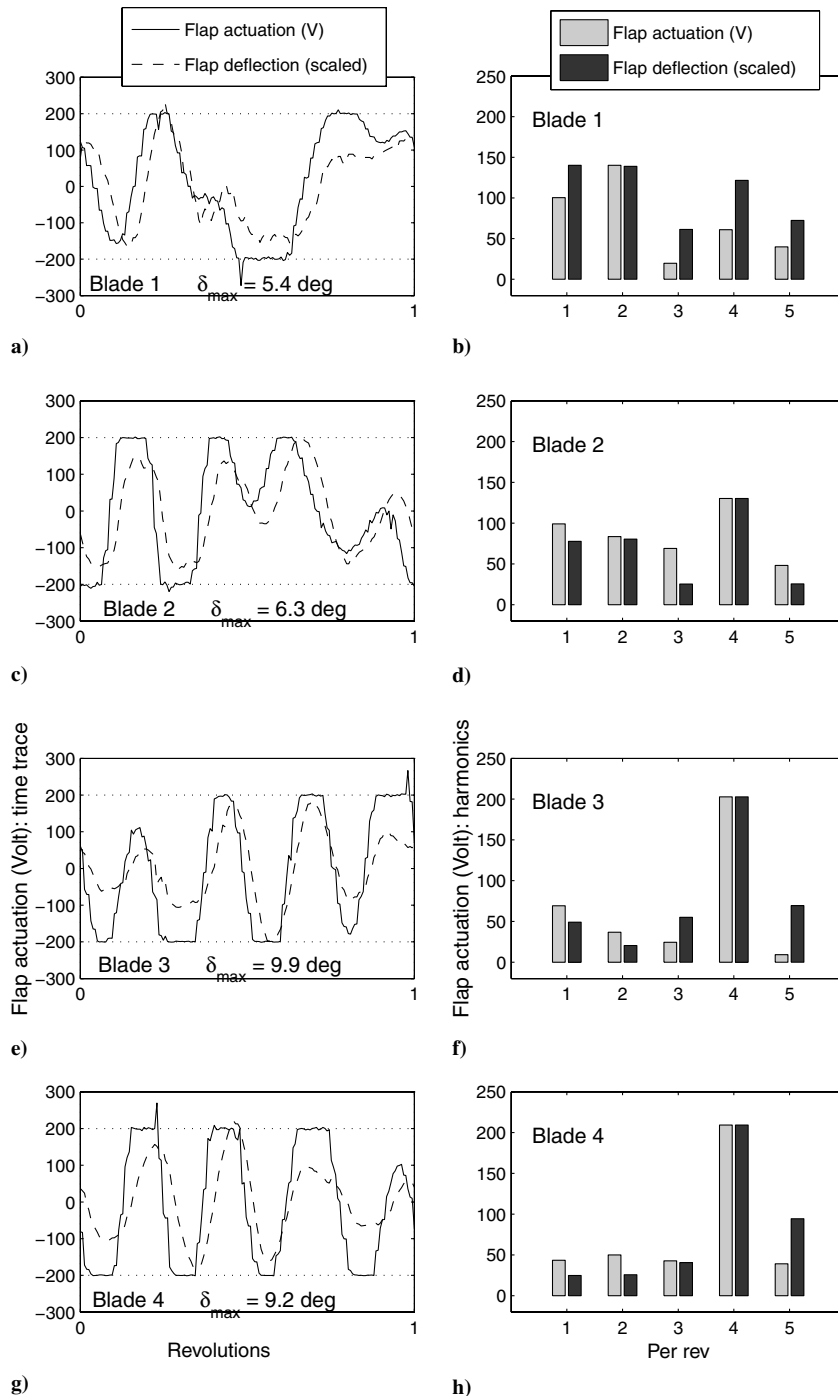 Flap actuation (V)
Flap deflection (scaled)
300
200
100
0
−100
−200
−300
Blade 1 δmax = 5.4 deg
0 1
a)
Flap actuation (V)
Flap deflection (scaled)
250
200
150
100
50
0
Blade 1
1 2 3 4 5
b)
300
200
100
0
−100
−200
−300
Blade 2 δmax = 6.3 deg
0 1
c)
250
200
150
100
50
0
Blade 2
1 2 3 4 5
d)
Flap actuation (Volt): time trace
300
200
100
0
−100
−200
−300
Blade 3 δmax = 9.9 deg
0 1
e)
Flap actuation (Volt): harmonics
250
200
150
100
50
0
Blade 3
1 2 3 4 5
f)
300
200
100
0
−100
−200
−300
Blade 4 δmax = 9.2 deg
0 1
Revolutions
g)
250
200
150
100
50
0
Blade 4
1 2 3 4 5
Per rev
h)